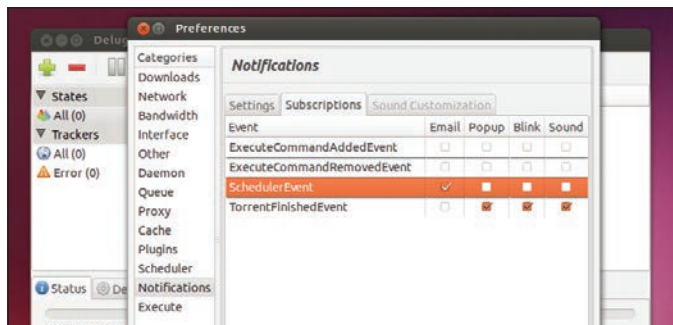 Preferences
Delug
Categories
Downloads
Network
Bandwidth
Interface
Other
Daemon
Queue
Proxy
Cache
Plugins
Scheduler
Notifications
Execute
States
All (0)
Trackers
All (0)
Error (0)
Status De
Notifications
Settings Subscriptions Sound Customization
Event Email Popup Blink Sound
ExecuteCommandAddedEvent
ExecuteCommandRemovedEvent
SchedulerEvent
TorrentFinishedEvent